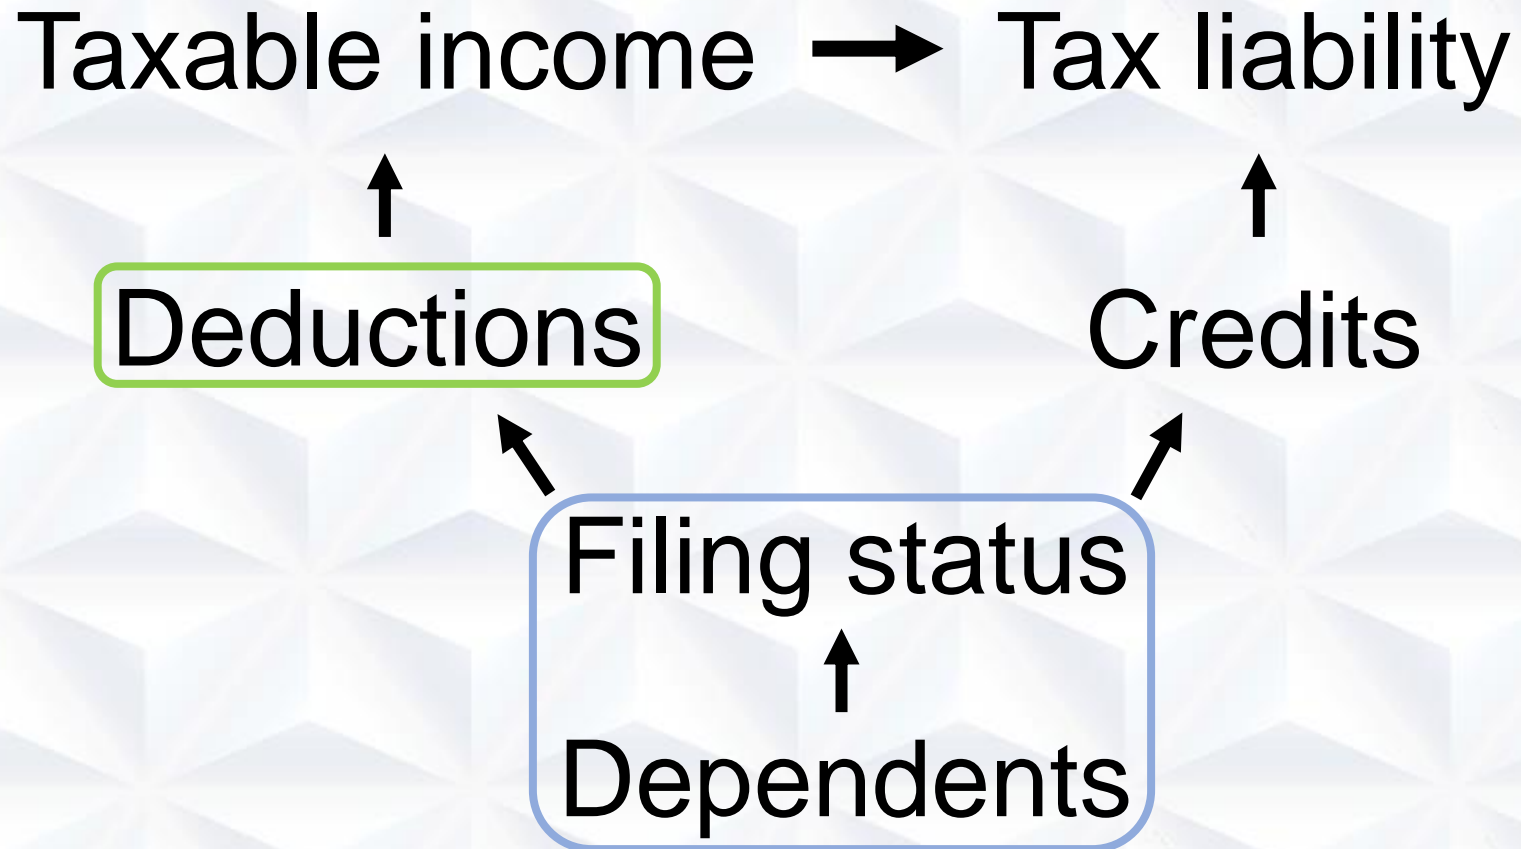 Taxable income → Tax liability
Deductions Credits
Filing status
Dependents